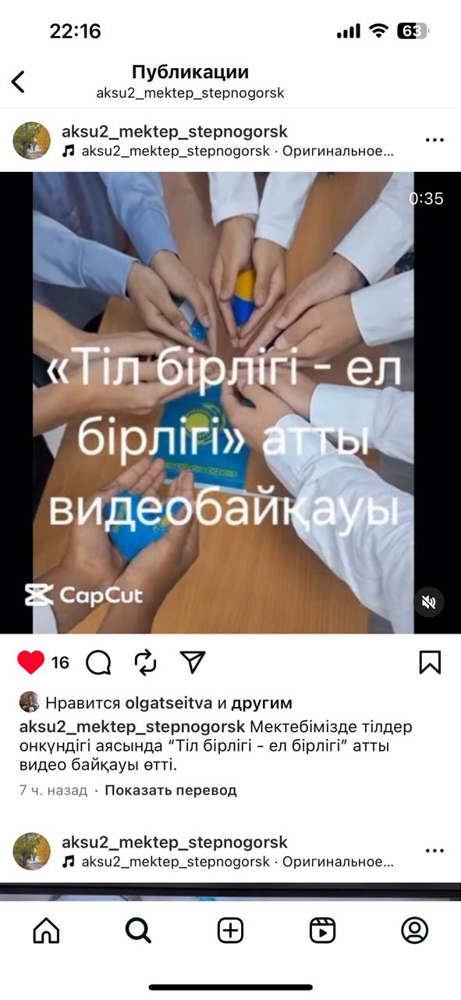 22:16
63
Публикации
aksu2_mektep_stepnogorsk
aksu2_mektep_stepnogorsk
aksu2_mektep_stepnogorsk · Оригинальное...
0:35
«Тіл бірлігі - ел
бірлігі» атты
видеобайқауы
CapCut
16
Нравится olgatseitva и другим
aksu2_mektep_stepnogorsk Мектебімізде тілдер
онкүндігі аясында “Тіл бірлігі - ел бірлігі” атты
видео байқауы өтті.
7 ч. назад · Показать перевод
aksu2_mektep_stepnogorsk
aksu2_mektep_stepnogorsk · Оригинальное...